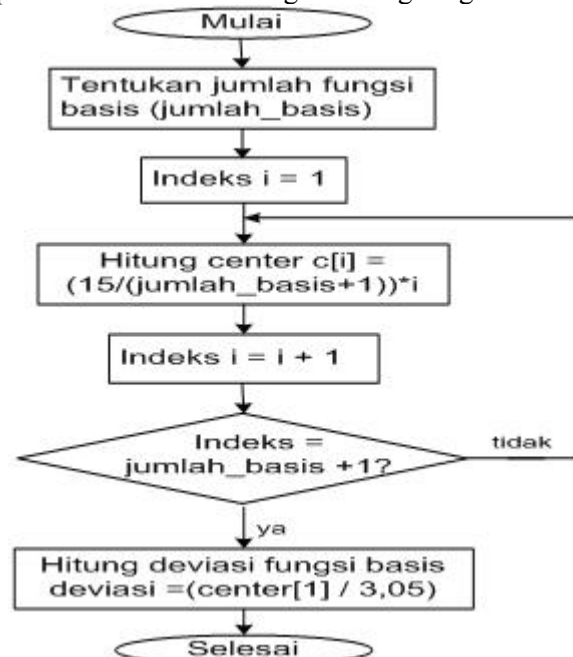 Mulai
Tentukan jumlah fungsi
basis (jumlah_basis)
Indeks i = 1
Hitung center c[i] =
(15/(jumlah_basis+1))*i
Indeks i = i + 1
Indeks =
jumlah_basis +1?
tidak
ya
Hitung deviasi fungsi basis
deviasi =(center[1] / 3,05)
Selesai